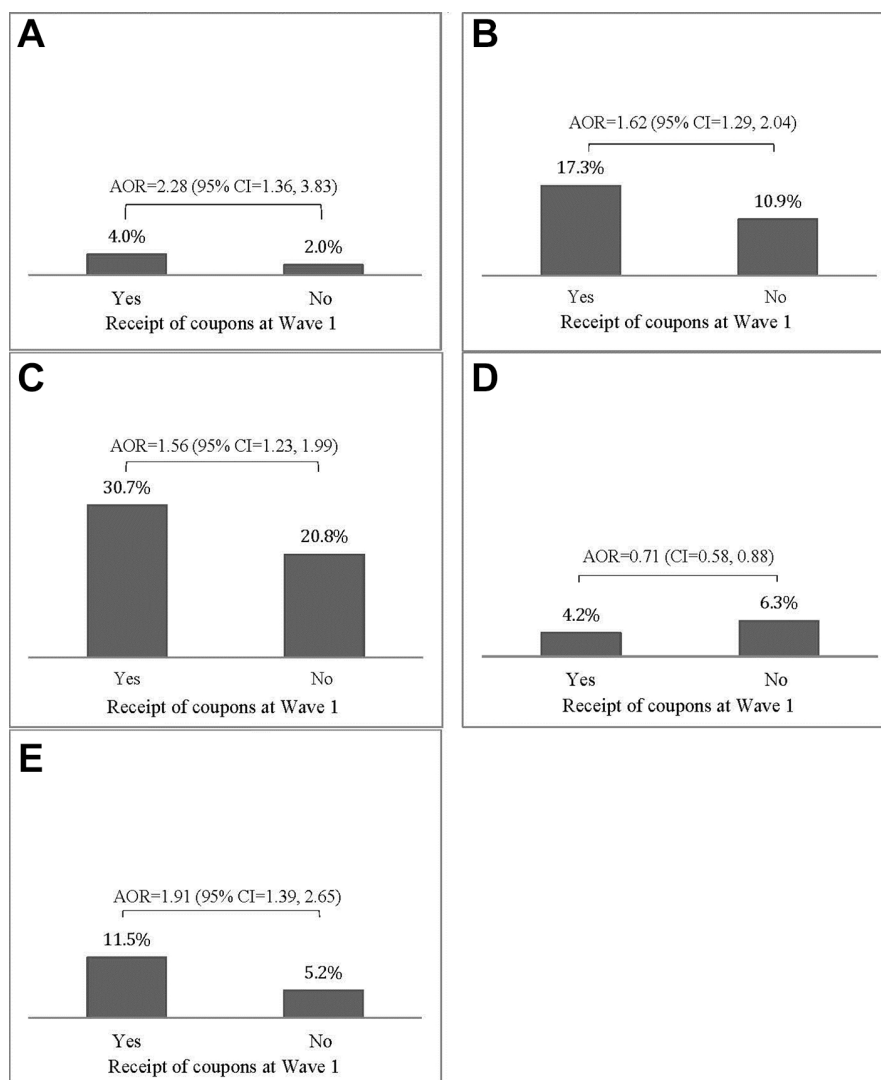 A
AOR=2.28 (95% CI=1.36, 3.83)
4.0%
2.0%
Yes No
Receipt of coupons at Wave 1
B
AOR=1.62 (95% CI=1.29, 2.04)
17.3%
10.9%
Yes No
Receipt of coupons at Wave 1
C
AOR=1.56 (95% CI=1.23, 1.99)
30.7%
20.8%
Yes No
Receipt of coupons at Wave 1
D
AOR=0.71 (CI=0.58, 0.88)
4.2%
6.3%
Yes No
Receipt of coupons at Wave 1
E
AOR=1.91 (95% CI=1.39, 2.65)
11.5%
5.2%
Yes No
Receipt of coupons at Wave 1